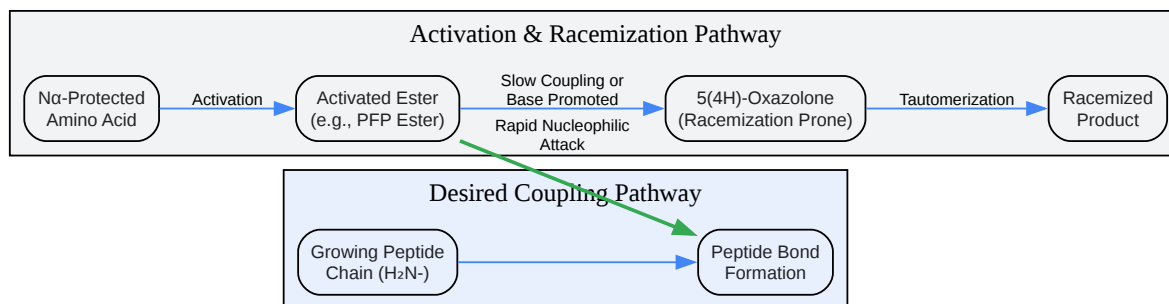 Activation & Racemization Pathway
Nα-Protected
Amino Acid
Activation
Activated Ester
(e.g., PFP Ester)
Slow Coupling or
Base Promoted
Rapid Nucleophilic
Attack
5(4H)-Oxazolone
(Racemization Prone)
Tautomerization
Racemized
Product
Desired Coupling Pathway
Growing Peptide
Chain (H₂N-)
Peptide Bond
Formation